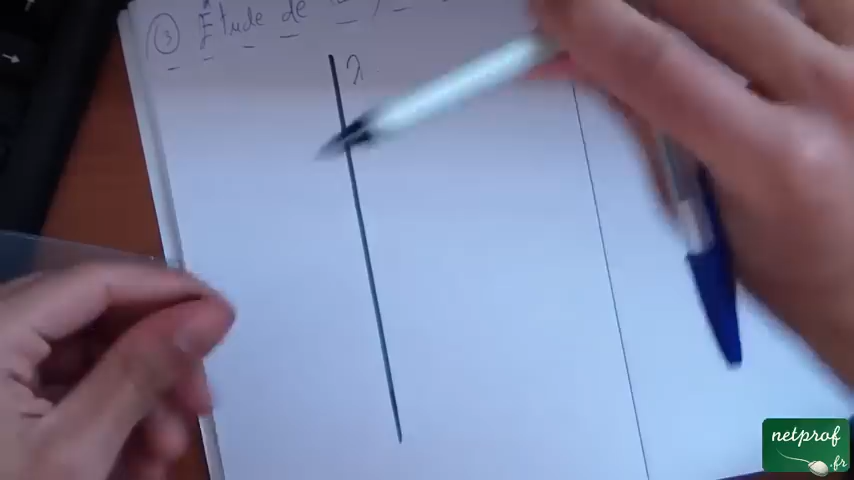 ③ Étude de
λ
netprof
.fr